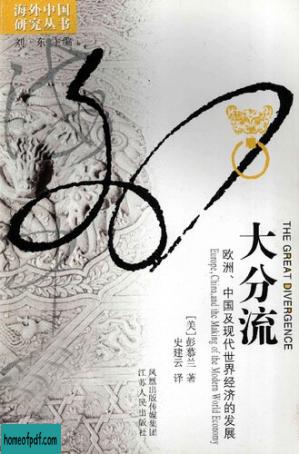 海外中国
研究丛书
刘 东 主编
大分流
THE GREAT DIVERGENCE
欧洲、中国及现代世界经济的发展
Europe, China, and the Making of the Modern World Economy
[美] 彭慕兰 著
史建云 译
凤凰出版传媒集团
江苏人民出版社
homeofpdf.com